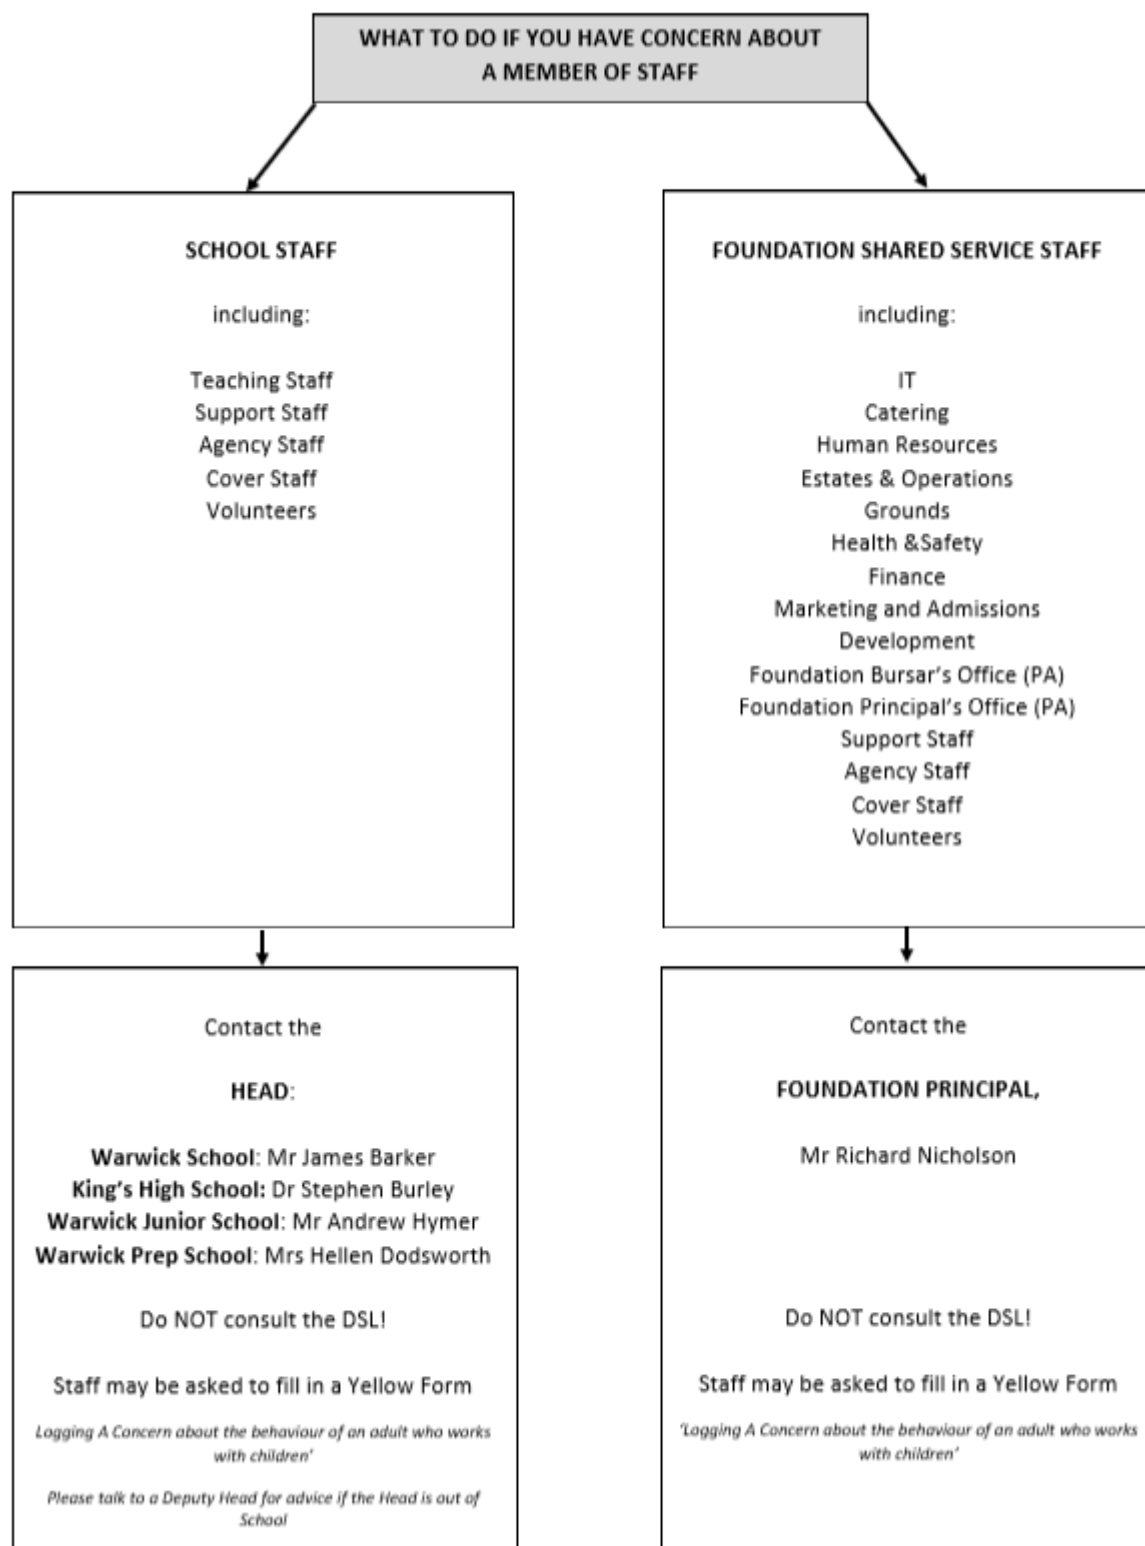 WHAT TO DO IF YOU HAVE CONCERN ABOUT
A MEMBER OF STAFF
SCHOOL STAFF
including:
Teaching Staff
Support Staff
Agency Staff
Cover Staff
Volunteers
FOUNDATION SHARED SERVICE STAFF
including:
IT
Catering
Human Resources
Estates & Operations
Grounds
Health &Safety
Finance
Marketing and Admissions
Development
Foundation Bursar's Office (PA)
Foundation Principal's Office (PA)
Support Staff
Agency Staff
Cover Staff
Volunteers
Contact the
HEAD:
Warwick School: Mr James Barker
King's High School: Dr Stephen Burley
Warwick Junior School: Mr Andrew Hymer
Warwick Prep School: Mrs Hellen Dodsworth
Do NOT consult the DSL!
Staff may be asked to fill in a Yellow Form
Logging A Concern about the behaviour of an adult who works
with children'
Please talk to a Deputy Head for advice if the Head is out of
School
Contact the
FOUNDATION PRINCIPAL,
Mr Richard Nicholson
Do NOT consult the DSL!
Staff may be asked to fill in a Yellow Form
'Logging A Concern about the behaviour of an adult who works
with children'